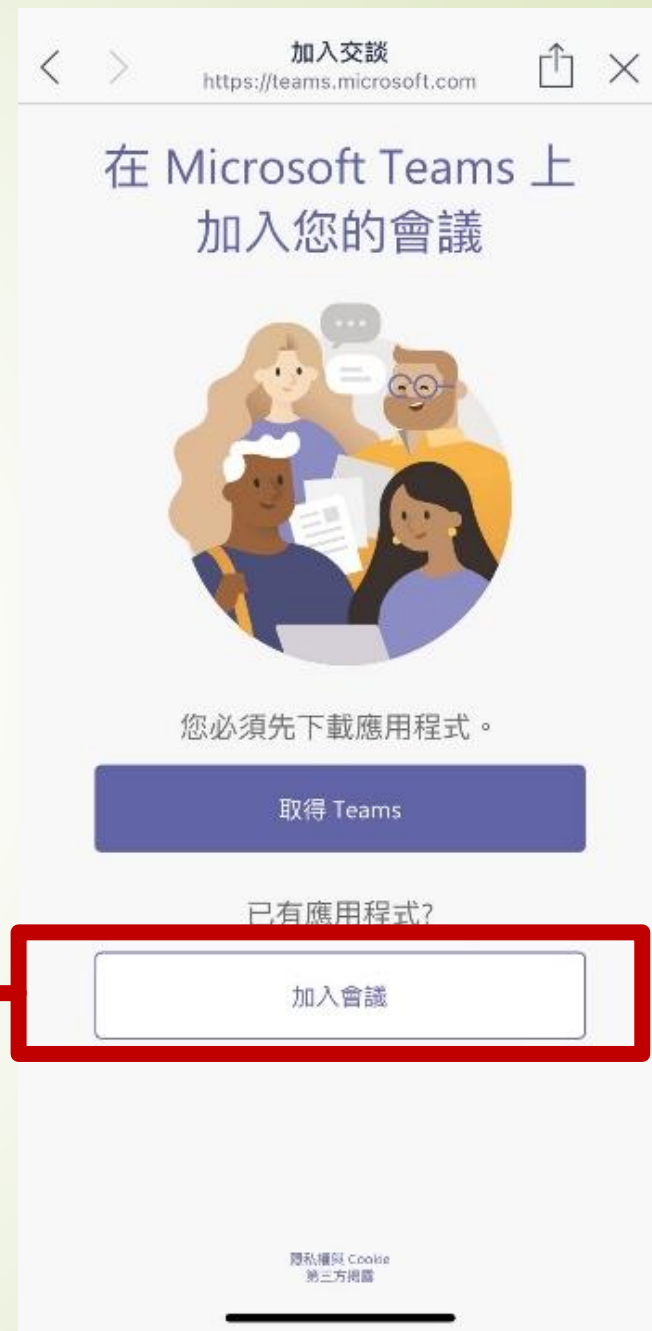 加入交談
https://teams.microsoft.com
在 Microsoft Teams 上
加入您的會議
您必須先下載應用程式。
取得 Teams
已有應用程式?
加入會議
隱私權與 Cookie
第三方揭露